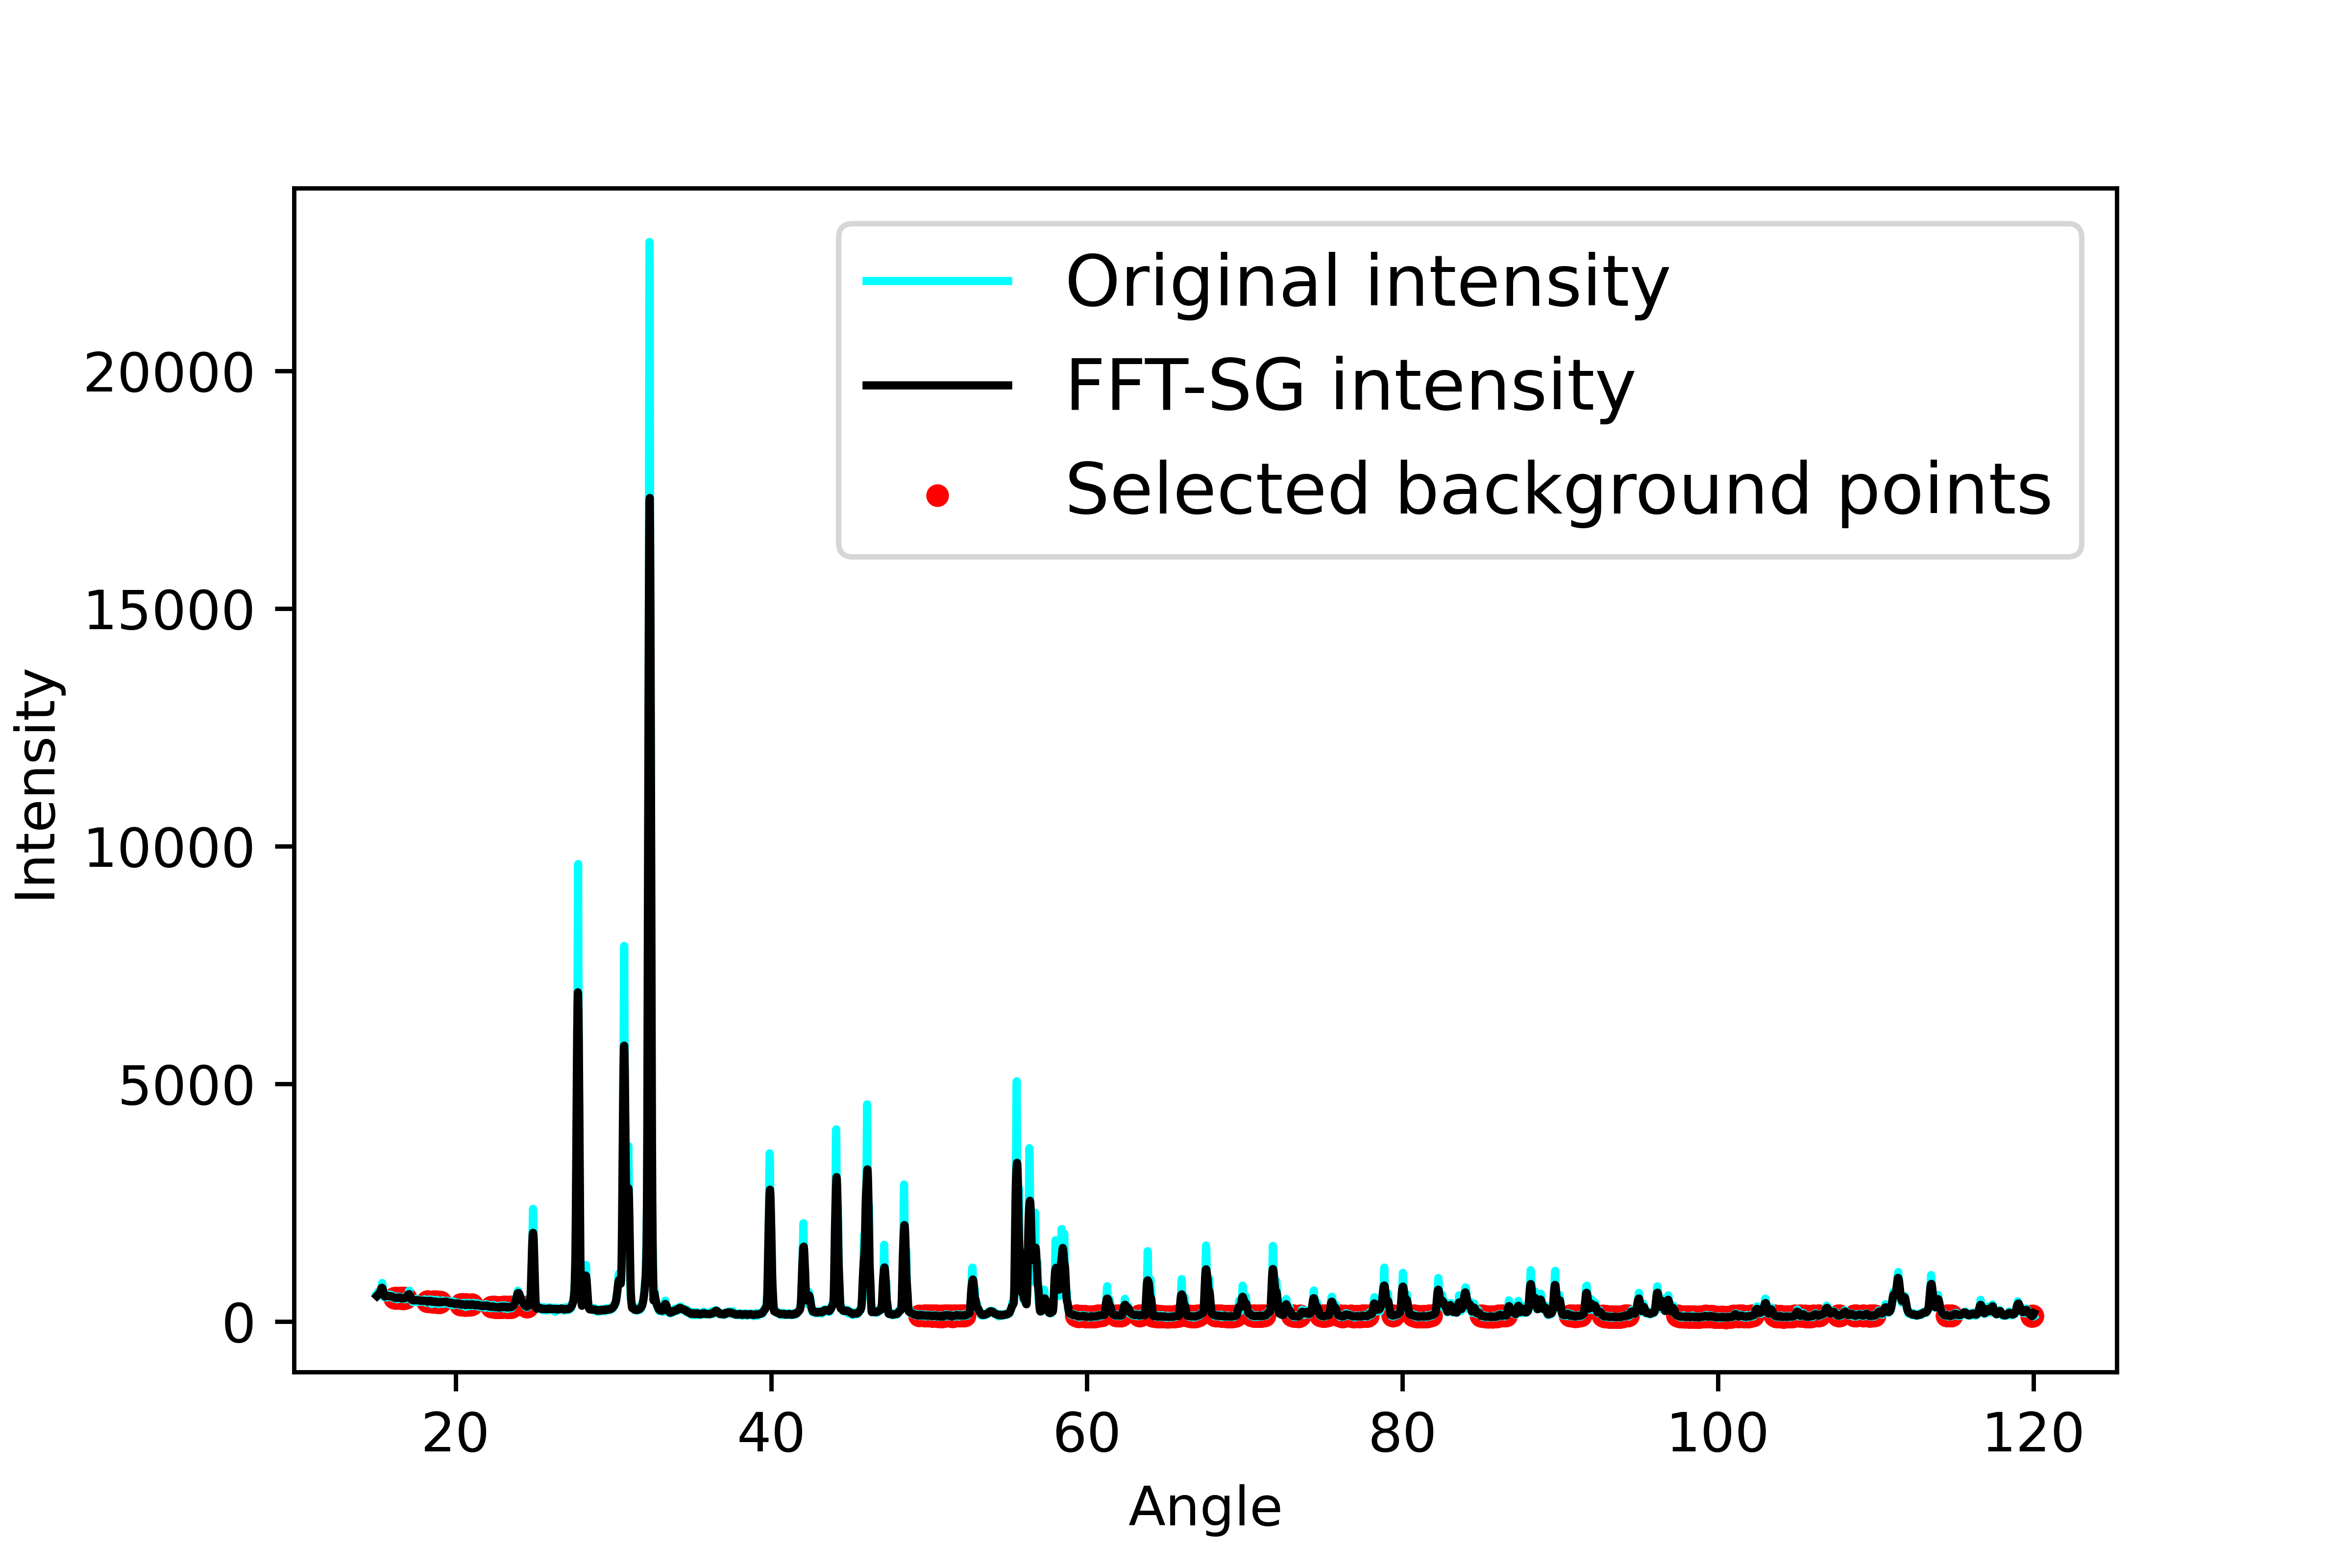 Original intensity
FFT-SG intensity
Selected background points
20000
15000
10000
5000
0
Intensity
20 40 60 80 100 120
Angle